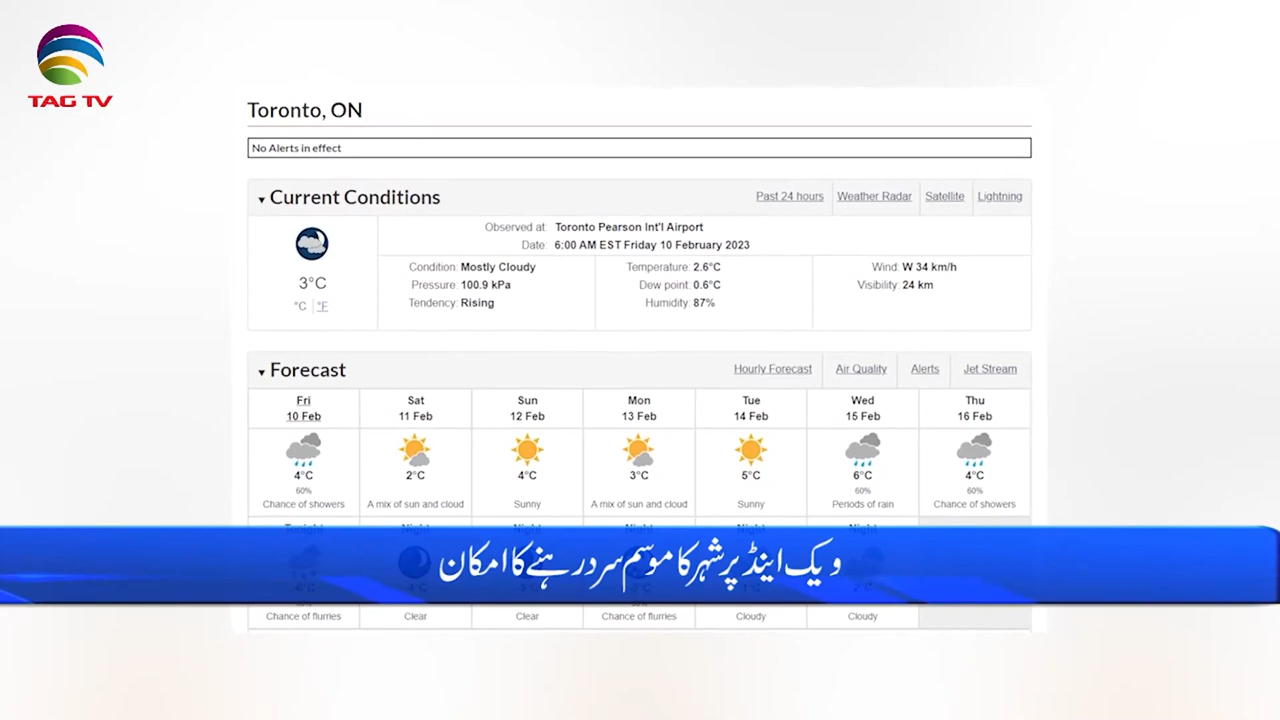 TAG TV
Toronto, ON
No Alerts in effect
Current Conditions
Past 24 hours Weather Radar Satellite Lightning
Observed at: Toronto Pearson Int'l Airport
Date: 6:00 AM EST Friday 10 February 2023
3°C
°C °F
Condition: Mostly Cloudy
Pressure: 100.9 kPa
Tendency: Rising
Temperature: 2.6°C
Dew point: 0.6°C
Humidity: 87%
Wind: W 34 km/h
Visibility: 24 km
Forecast
Hourly Forecast Air Quality Alerts Jet Stream
Fri Sat Sun Mon Tue Wed Thu
10 Feb 11 Feb 12 Feb 13 Feb 14 Feb 15 Feb 16 Feb
4°C 2°C 4°C 3°C 5°C 6°C 4°C
60% 60% 60%
Chance of showers A mix of sun and cloud Sunny A mix of sun and cloud Sunny Periods of rain Chance of showers
Tonight Night Night Night Night Night
ویک اینڈ پر شہر کا موسم سرد رہنے کا امکان
Chance of flurries Clear Clear Chance of flurries Cloudy Cloudy